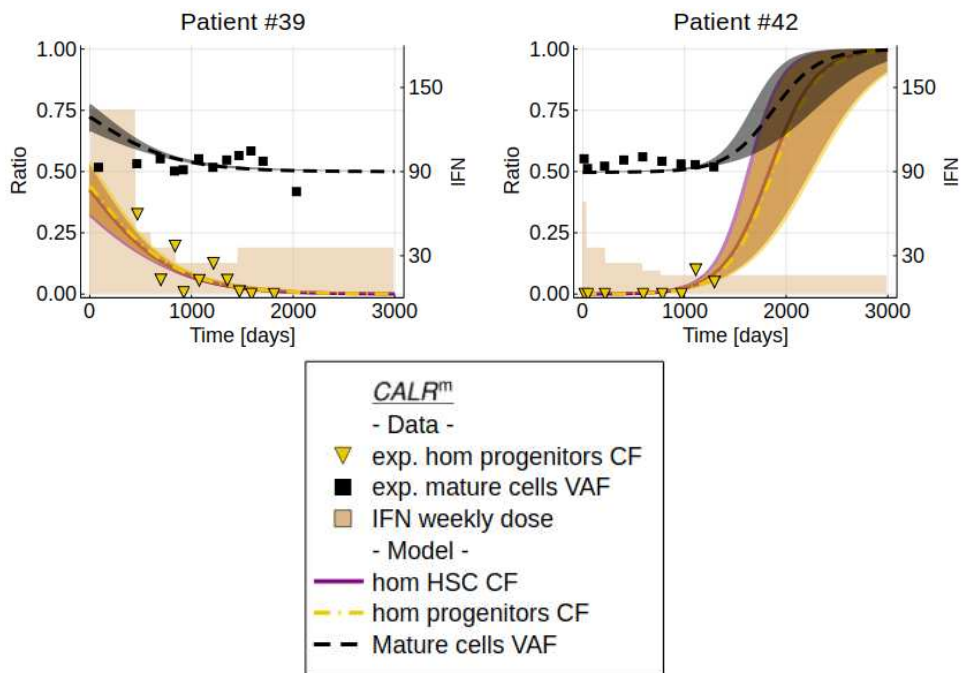 Patient #39
1.00
0.75
0.50
0.25
0.00
Ratio
150
90
30
IFN
0
1000
2000
3000
Time [days]
Patient #42
1.00
0.75
0.50
0.25
0.00
Ratio
150
90
30
IFN
0
1000
2000
3000
Time [days]
CALRᵐ
- Data -
exp. hom progenitors CF
exp. mature cells VAF
IFN weekly dose
- Model -
hom HSC CF
hom progenitors CF
Mature cells VAF